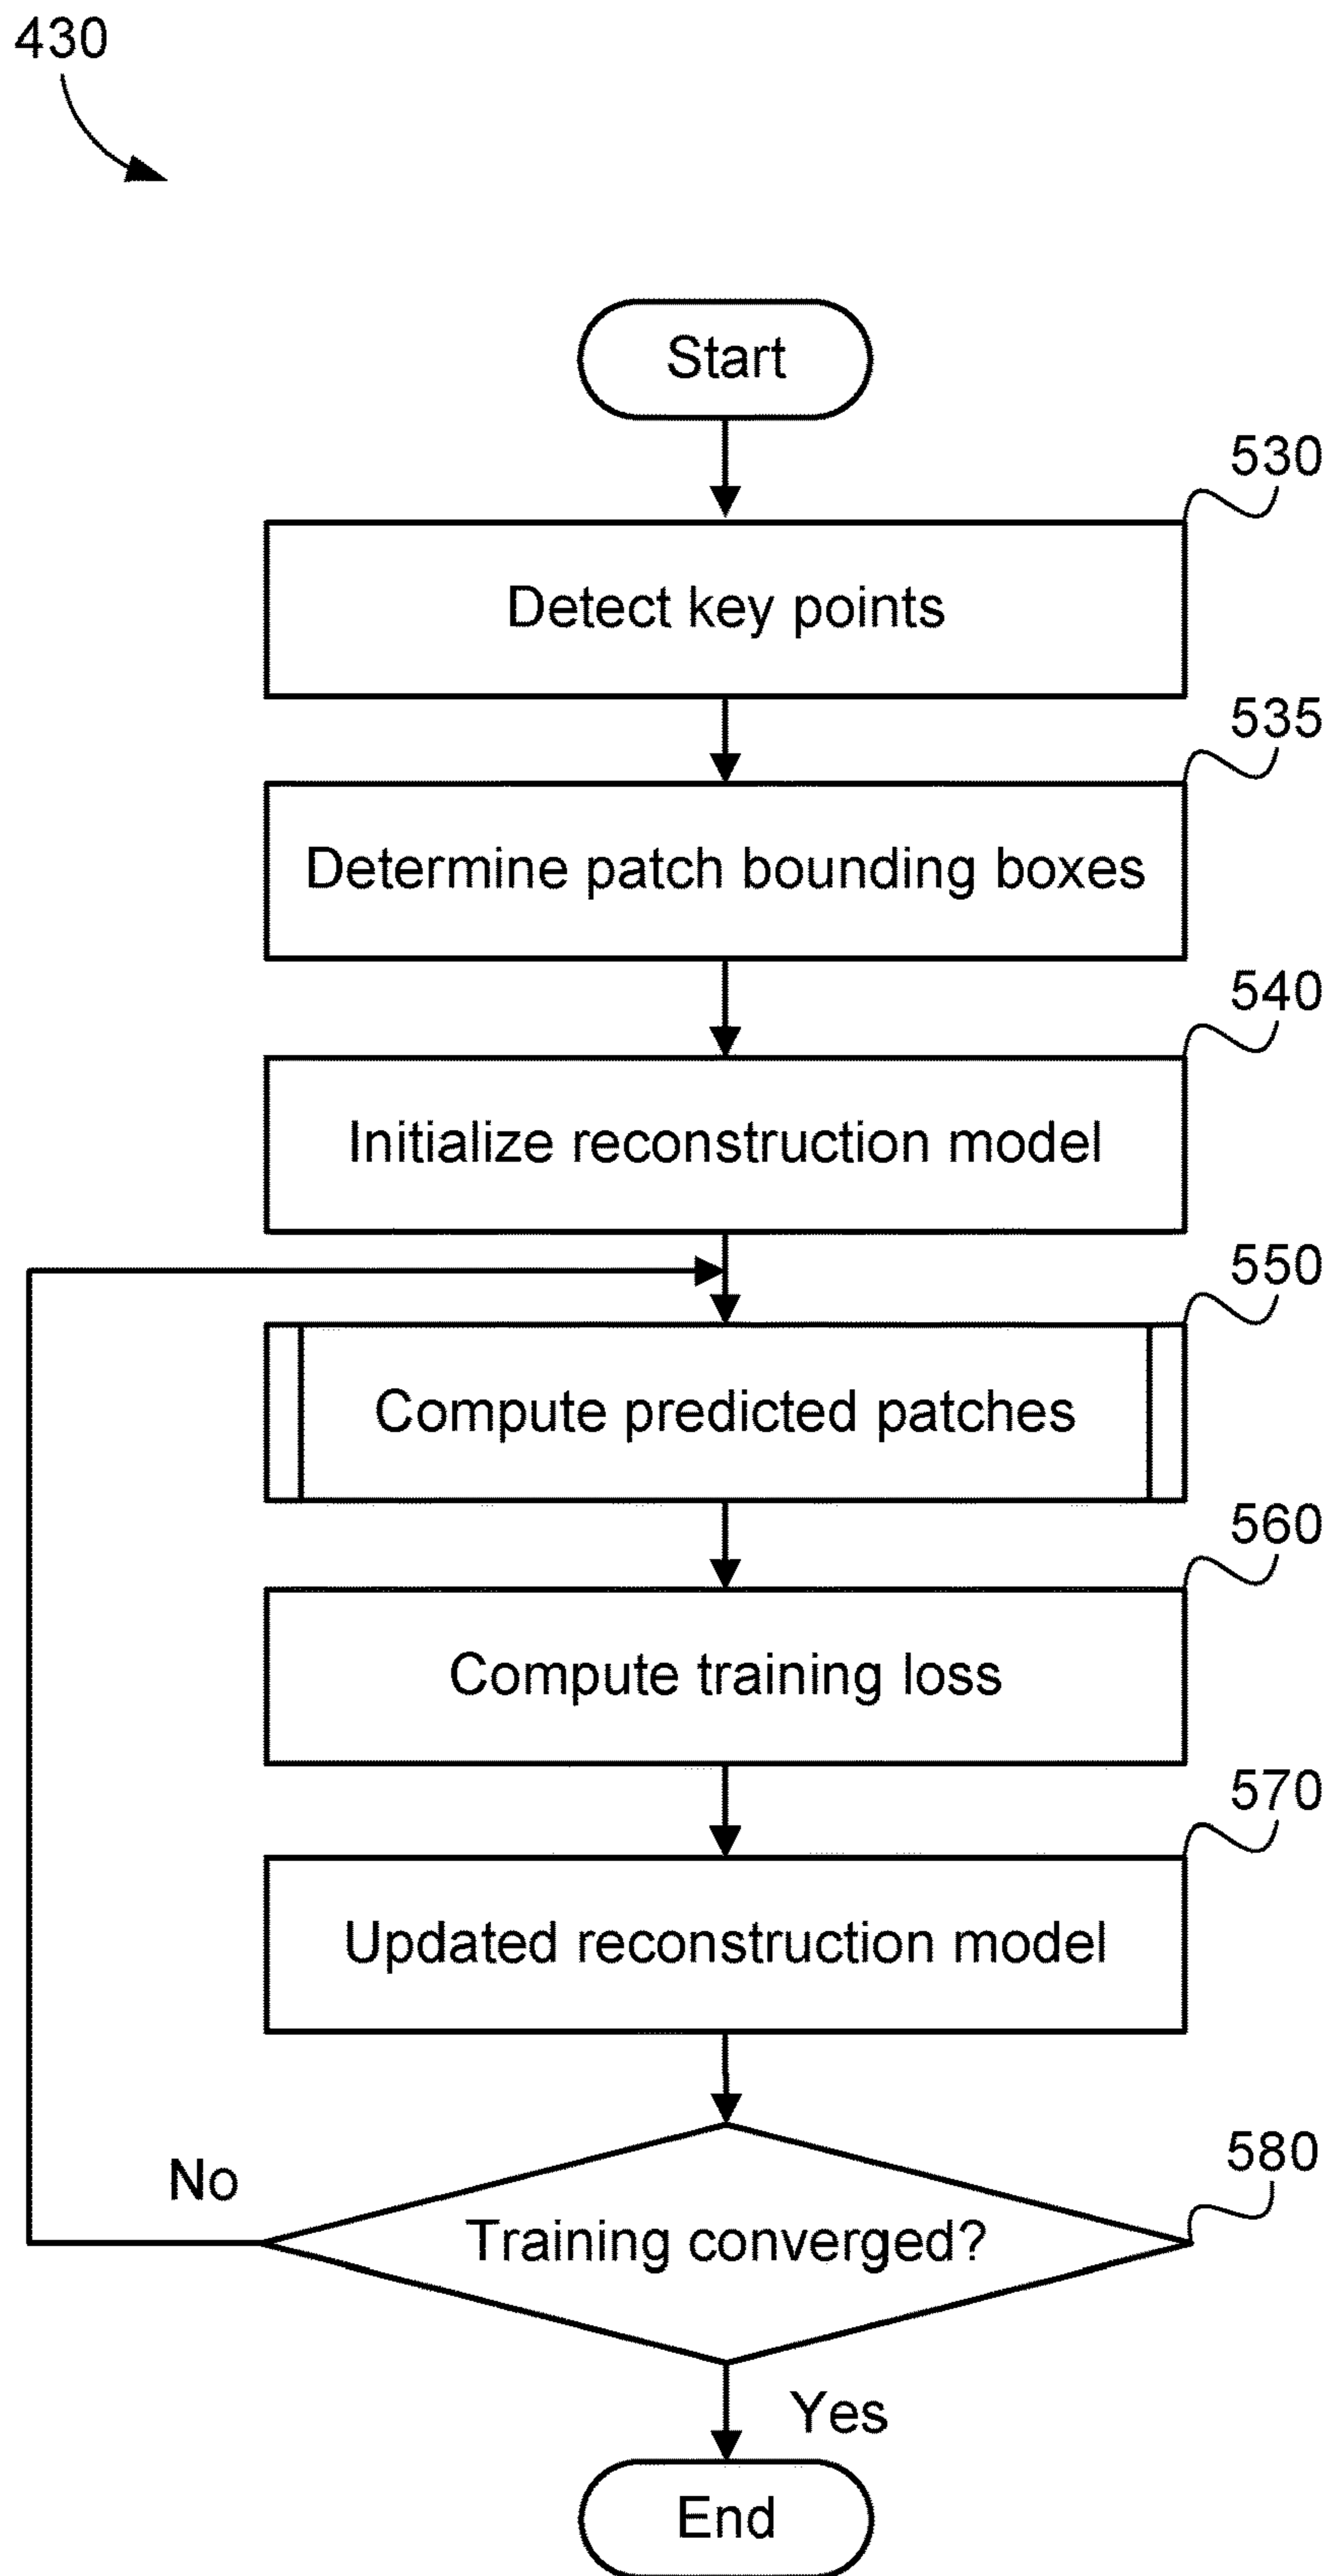 430
Start
530
Detect key points
535
Determine patch bounding boxes
540
Initialize reconstruction model
550
Compute predicted patches
560
Compute training loss
570
Updated reconstruction model
580
No
Training converged?
Yes
End